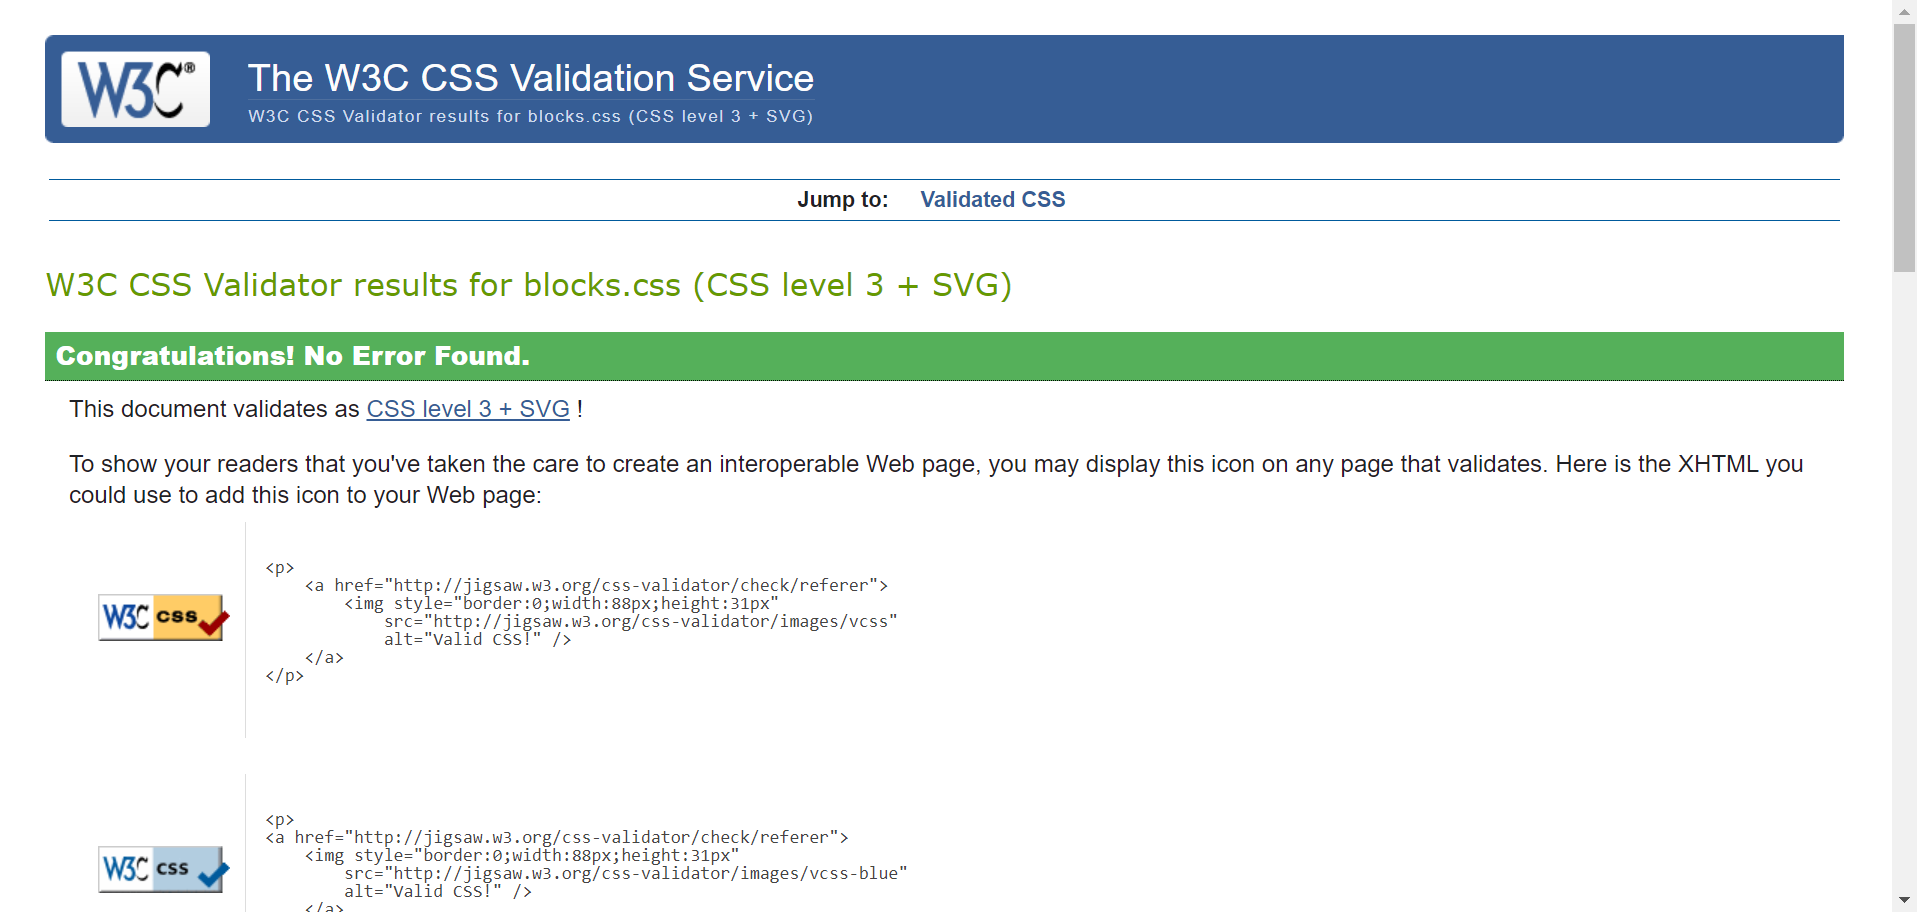 W3C®
The W3C CSS Validation Service
W3C CSS Validator results for blocks.css (CSS level 3 + SVG)
Jump to: Validated CSS
W3C CSS Validator results for blocks.css (CSS level 3 + SVG)
Congratulations! No Error Found.
This document validates as CSS level 3 + SVG !
To show your readers that you've taken the care to create an interoperable Web page, you may display this icon on any page that validates. Here is the XHTML you
could use to add this icon to your Web page:
W3C css
<p>
<a href="http://jigsaw.w3.org/css-validator/check/referer">
<img style="border:0;width:88px;height:31px"
src="http://jigsaw.w3.org/css-validator/images/vcss"
alt="Valid CSS!" />
</a>
</p>
W3C css
<p>
<a href="http://jigsaw.w3.org/css-validator/check/referer">
<img style="border:0;width:88px;height:31px"
src="http://jigsaw.w3.org/css-validator/images/vcss-blue"
alt="Valid CSS!" />
</a>